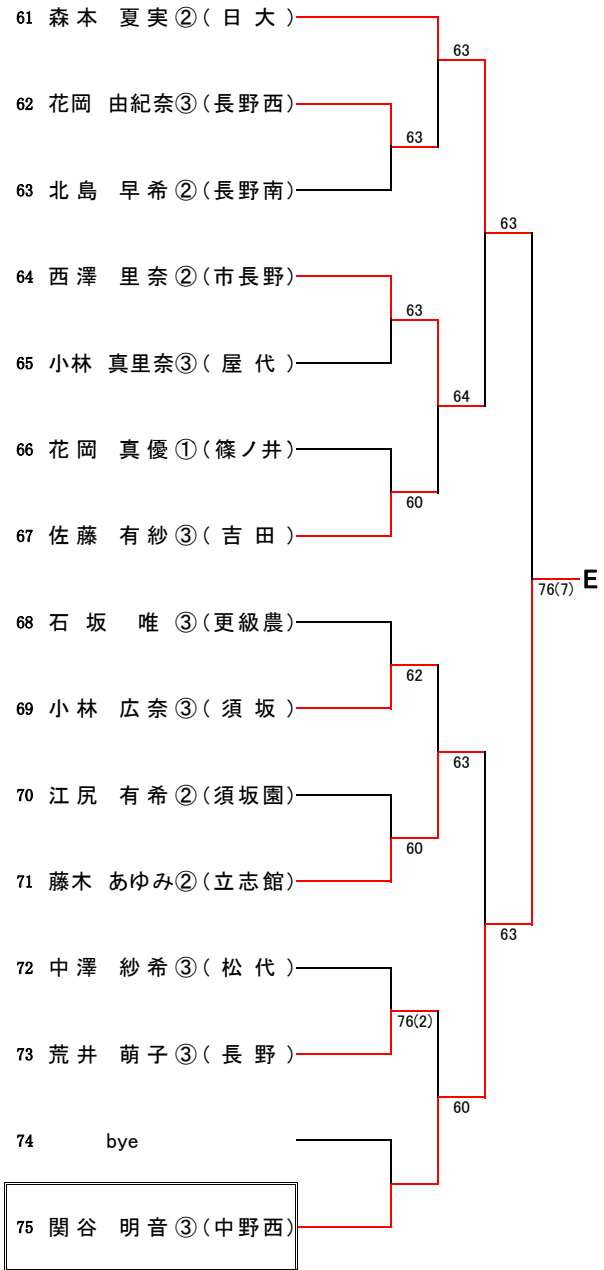 61 森本 夏実②(日大)
63
62 花岡 由紀奈③(長野西)
63
63 北島 早希②(長野南)
63
64 西澤 里奈②(市長野)
63
65 小林 真里奈③(屋代)
64
66 花岡 真優①(篠ノ井)
60
67 佐藤 有紗③(吉田)
76(7) E
68 石坂 唯③(更級農)
62
69 小林 広奈③(須坂)
63
70 江尻 有希②(須坂園)
60
71 藤木 あゆみ②(立志館)
63
72 中澤 紗希③(松代)
76(2)
73 荒井 萌子③(長野)
60
74 bye
75 関谷 明音③(中野西)